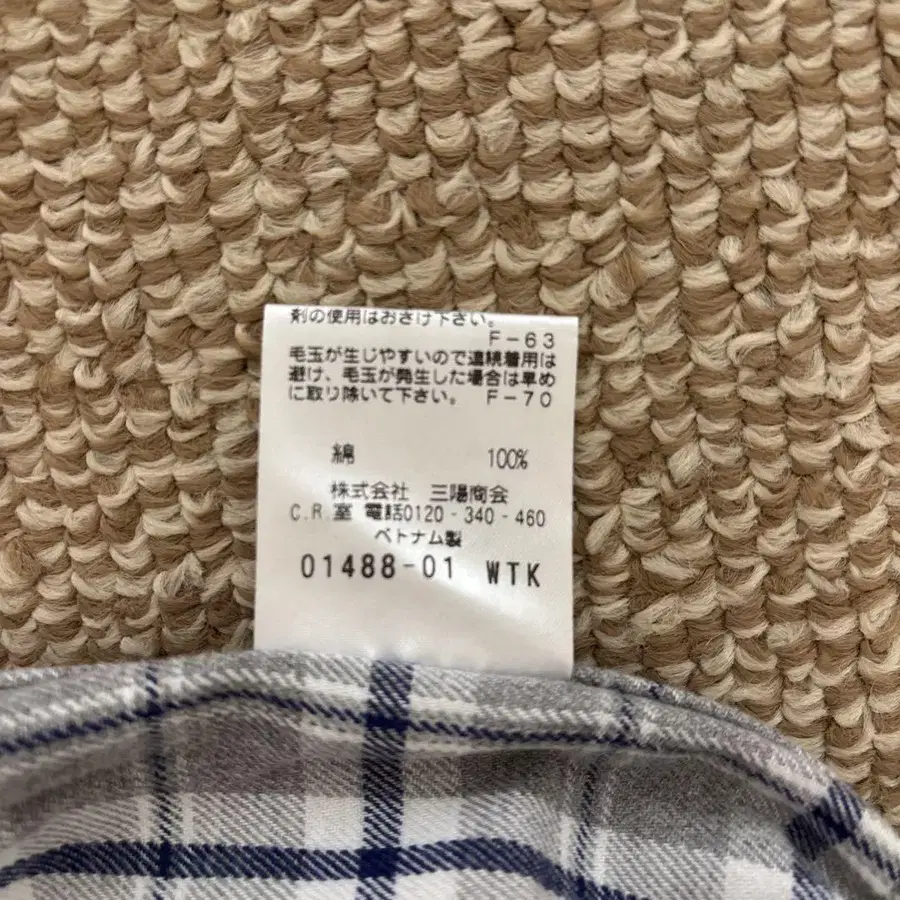 剤の使用はおさけ下さい。
F-63
毛玉が生じやすいので連続着用は
避け、毛玉が発生した場合は早め
に取り除いて下さい。 F-70
綿 100%
株式会社 三陽商会
C.R.室 電話0120-340-460
ベトナム製
01488-01 WTK